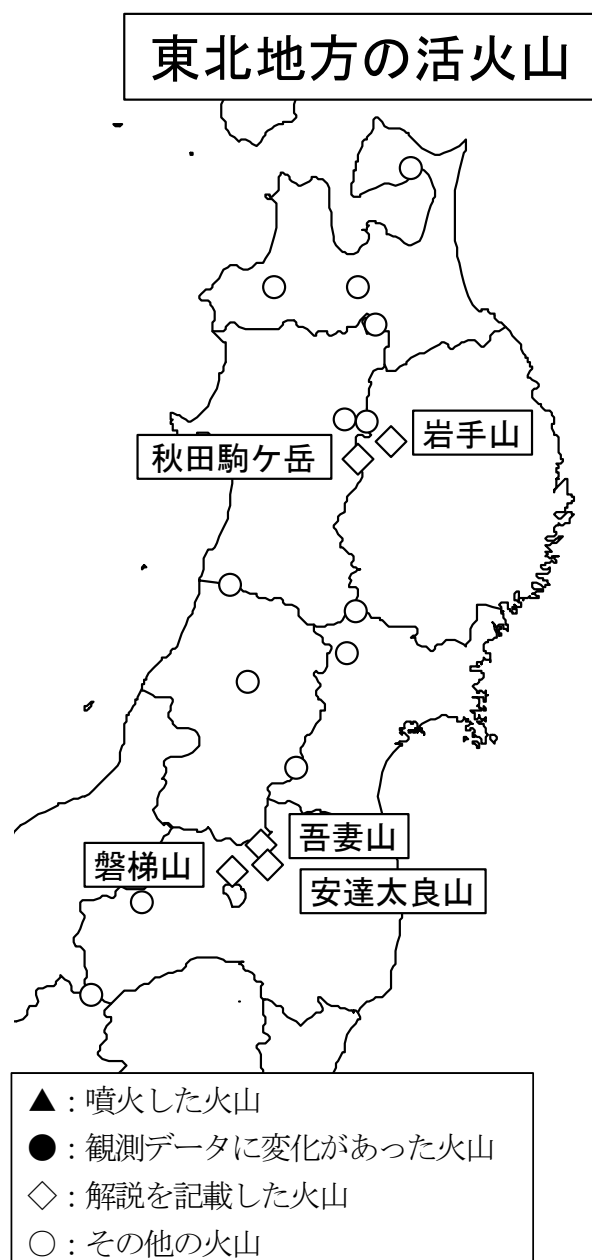 東北地方の活火山
岩手山
秋田駒ケ岳
吾妻山
磐梯山
安達太良山
▲：噴火した火山
●：観測データに変化があった火山
◇：解説を記載した火山
○：その他の火山